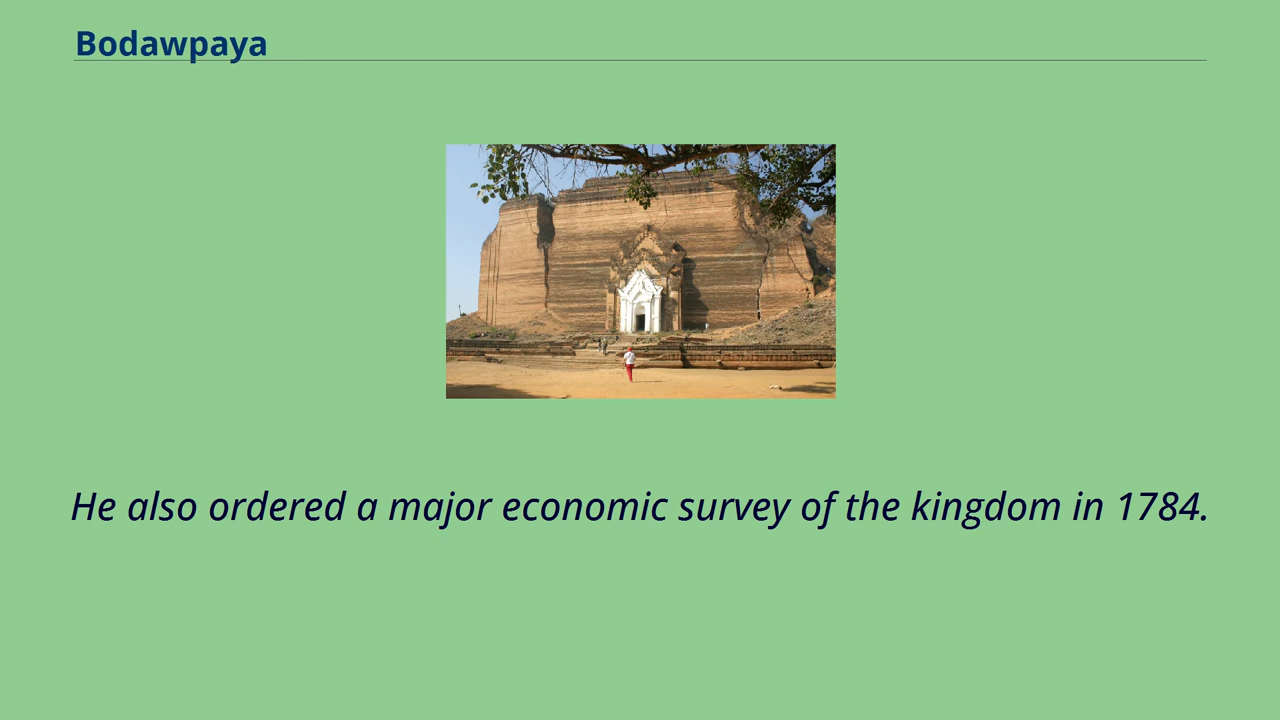 Bodawpaya
He also ordered a major economic survey of the kingdom in 1784.